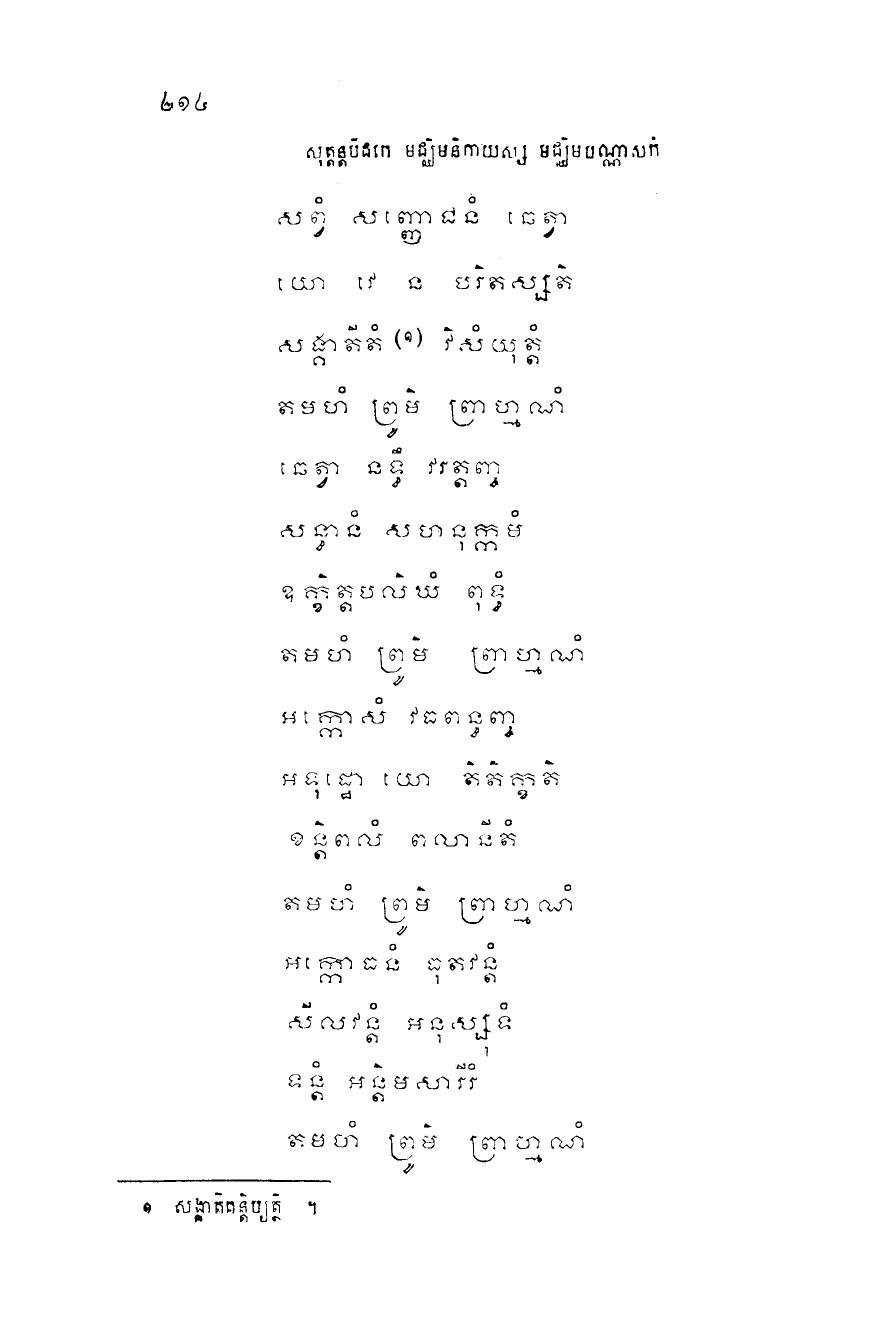 ២១៤
សុត្តន្តបិដកេ មជ្ឈិមនិកាយស្ស មជ្ឈិមបណ្ណាសកំ
សព្វំ សញ្ញោជនំ ឆេត្វា
យោ វេ ន បរិតស្សតិ
សង្គាតីតំ (១) វិសំយុត្តំ
តមហំ ព្រូមិ ព្រាហ្មណំ
ឆេត្វា នទ្ធឹ វរត្តញ្ច
សន្ទានំ សហនុក្កមំ
ឧក្ខិត្តបលិឃំ ពុទ្ធំ
តមហំ ព្រូមិ ព្រាហ្មណំ
អក្កោសំ វធពន្ធញ្ច
អទុដ្ឋោ យោ តិតិក្ខតិ
ខន្តិពលំ ពលានីតំ
តមហំ ព្រូមិ ព្រាហ្មណំ
អក្កោធនំ ធុតវន្តំ
សីលវន្តំ អនុស្សុទំ
ទន្តំ អន្តិមសារីរំ
តមហំ ព្រូមិ ព្រាហ្មណំ
១ សង្គាតិគន្តិប្យត្ថិ ។